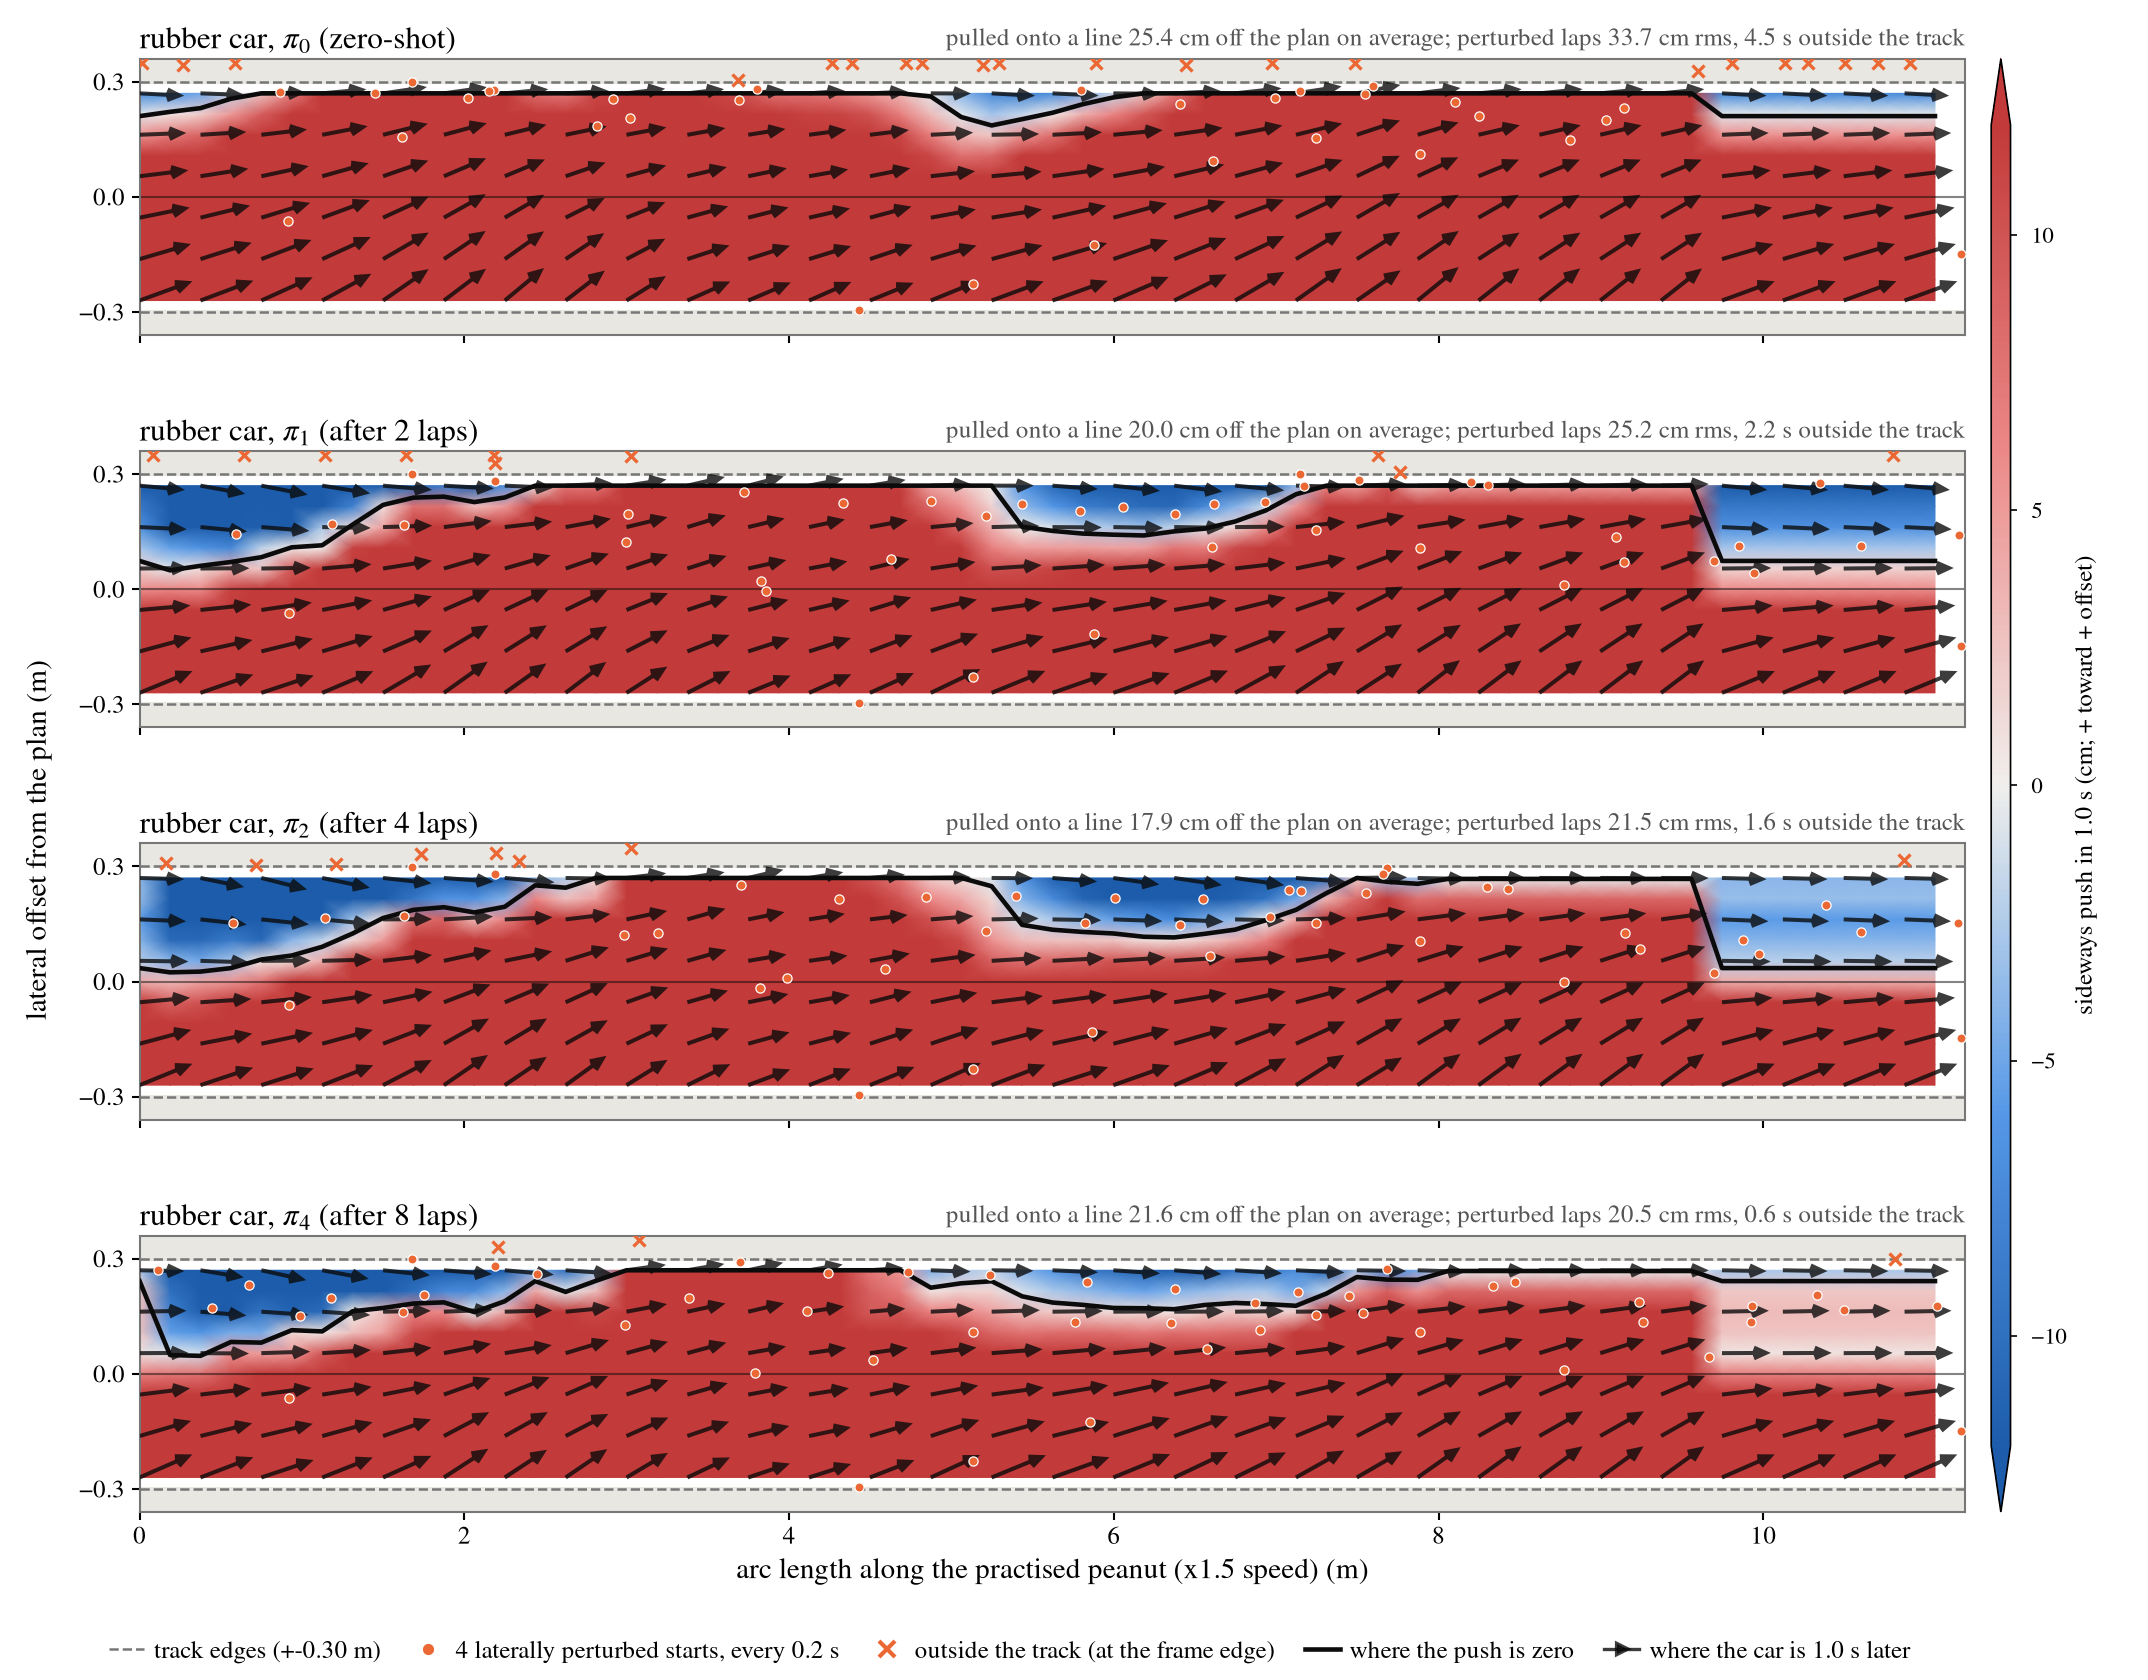 rubber car, π0 (zero-shot)
pulled onto a line 25.4 cm off the plan on average; perturbed laps 33.7 cm rms, 4.5 s outside the track
0.3
0.0
−0.3
rubber car, π1 (after 2 laps)
pulled onto a line 20.0 cm off the plan on average; perturbed laps 25.2 cm rms, 2.2 s outside the track
0.3
0.0
−0.3
rubber car, π2 (after 4 laps)
pulled onto a line 17.9 cm off the plan on average; perturbed laps 21.5 cm rms, 1.6 s outside the track
0.3
0.0
−0.3
rubber car, π4 (after 8 laps)
pulled onto a line 21.6 cm off the plan on average; perturbed laps 20.5 cm rms, 0.6 s outside the track
0.3
0.0
−0.3
0 2 4 6 8 10
arc length along the practised peanut (x1.5 speed) (m)
lateral offset from the plan (m)
10
5
0
−5
−10
sideways push in 1.0 s (cm; + toward + offset)
track edges (+-0.30 m)
4 laterally perturbed starts, every 0.2 s
outside the track (at the frame edge)
where the push is zero
where the car is 1.0 s later